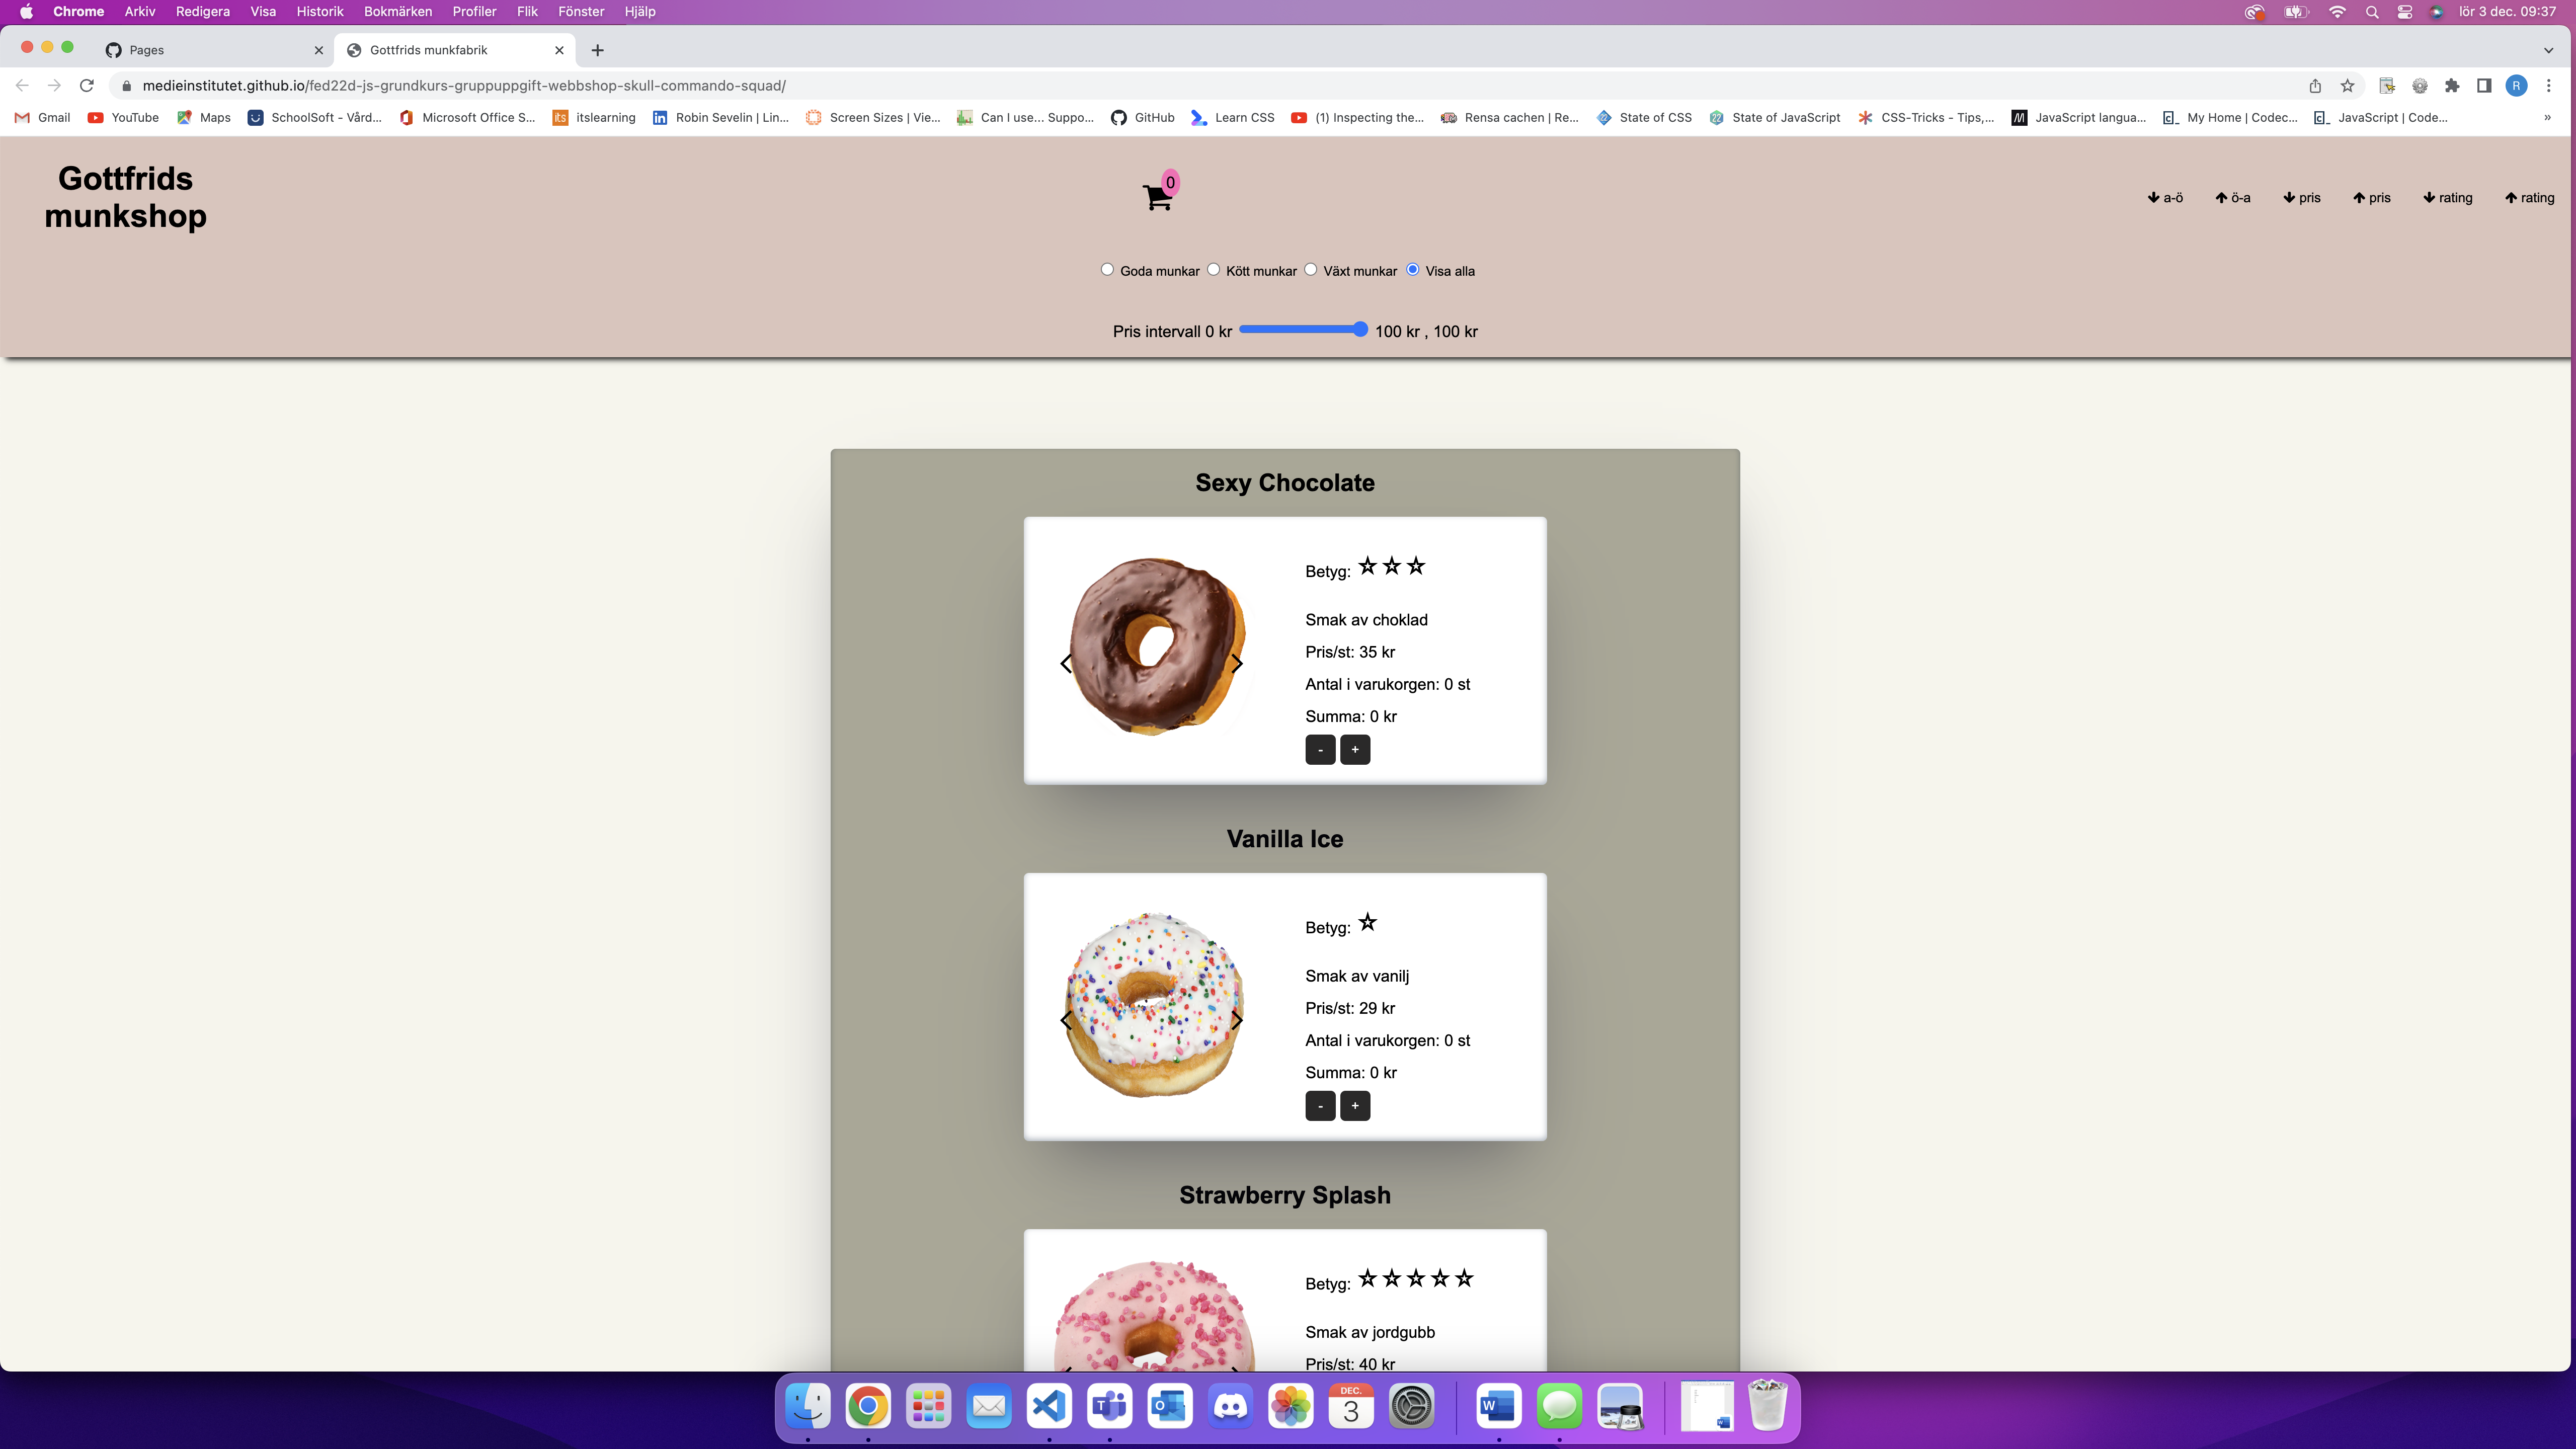 Chrome Arkiv Redigera Visa Historik Bokmärken Profiler Flik Fönster Hjälp lör 3 dec. 09:37
Pages Gottfrids munkfabrik
medieinstitutet.github.io/fed22d-js-grundkurs-gruppuppgift-webbshop-skull-commando-squad/ R
Gmail YouTube Maps SchoolSoft - Vård... Microsoft Office S... its itslearning Robin Sevelin | Lin... Screen Sizes | Vie... Can I use... Suppo... GitHub Learn CSS (1) Inspecting the... Rensa cachen | Re... State of CSS State of JavaScript CSS-Tricks - Tips,... JavaScript langua... My Home | Codec... JavaScript | Code... »
Gottfrids
munkshop
0
a-ö ö-a pris pris rating rating
Goda munkar Kött munkar Växt munkar Visa alla
Pris intervall 0 kr 100 kr , 100 kr
Sexy Chocolate
Betyg:
Smak av choklad
Pris/st: 35 kr
Antal i varukorgen: 0 st
Summa: 0 kr
- +
Vanilla Ice
Betyg:
Smak av vanilj
Pris/st: 29 kr
Antal i varukorgen: 0 st
Summa: 0 kr
- +
Strawberry Splash
Betyg:
Smak av jordgubb
Pris/st: 40 kr
DEC.
3